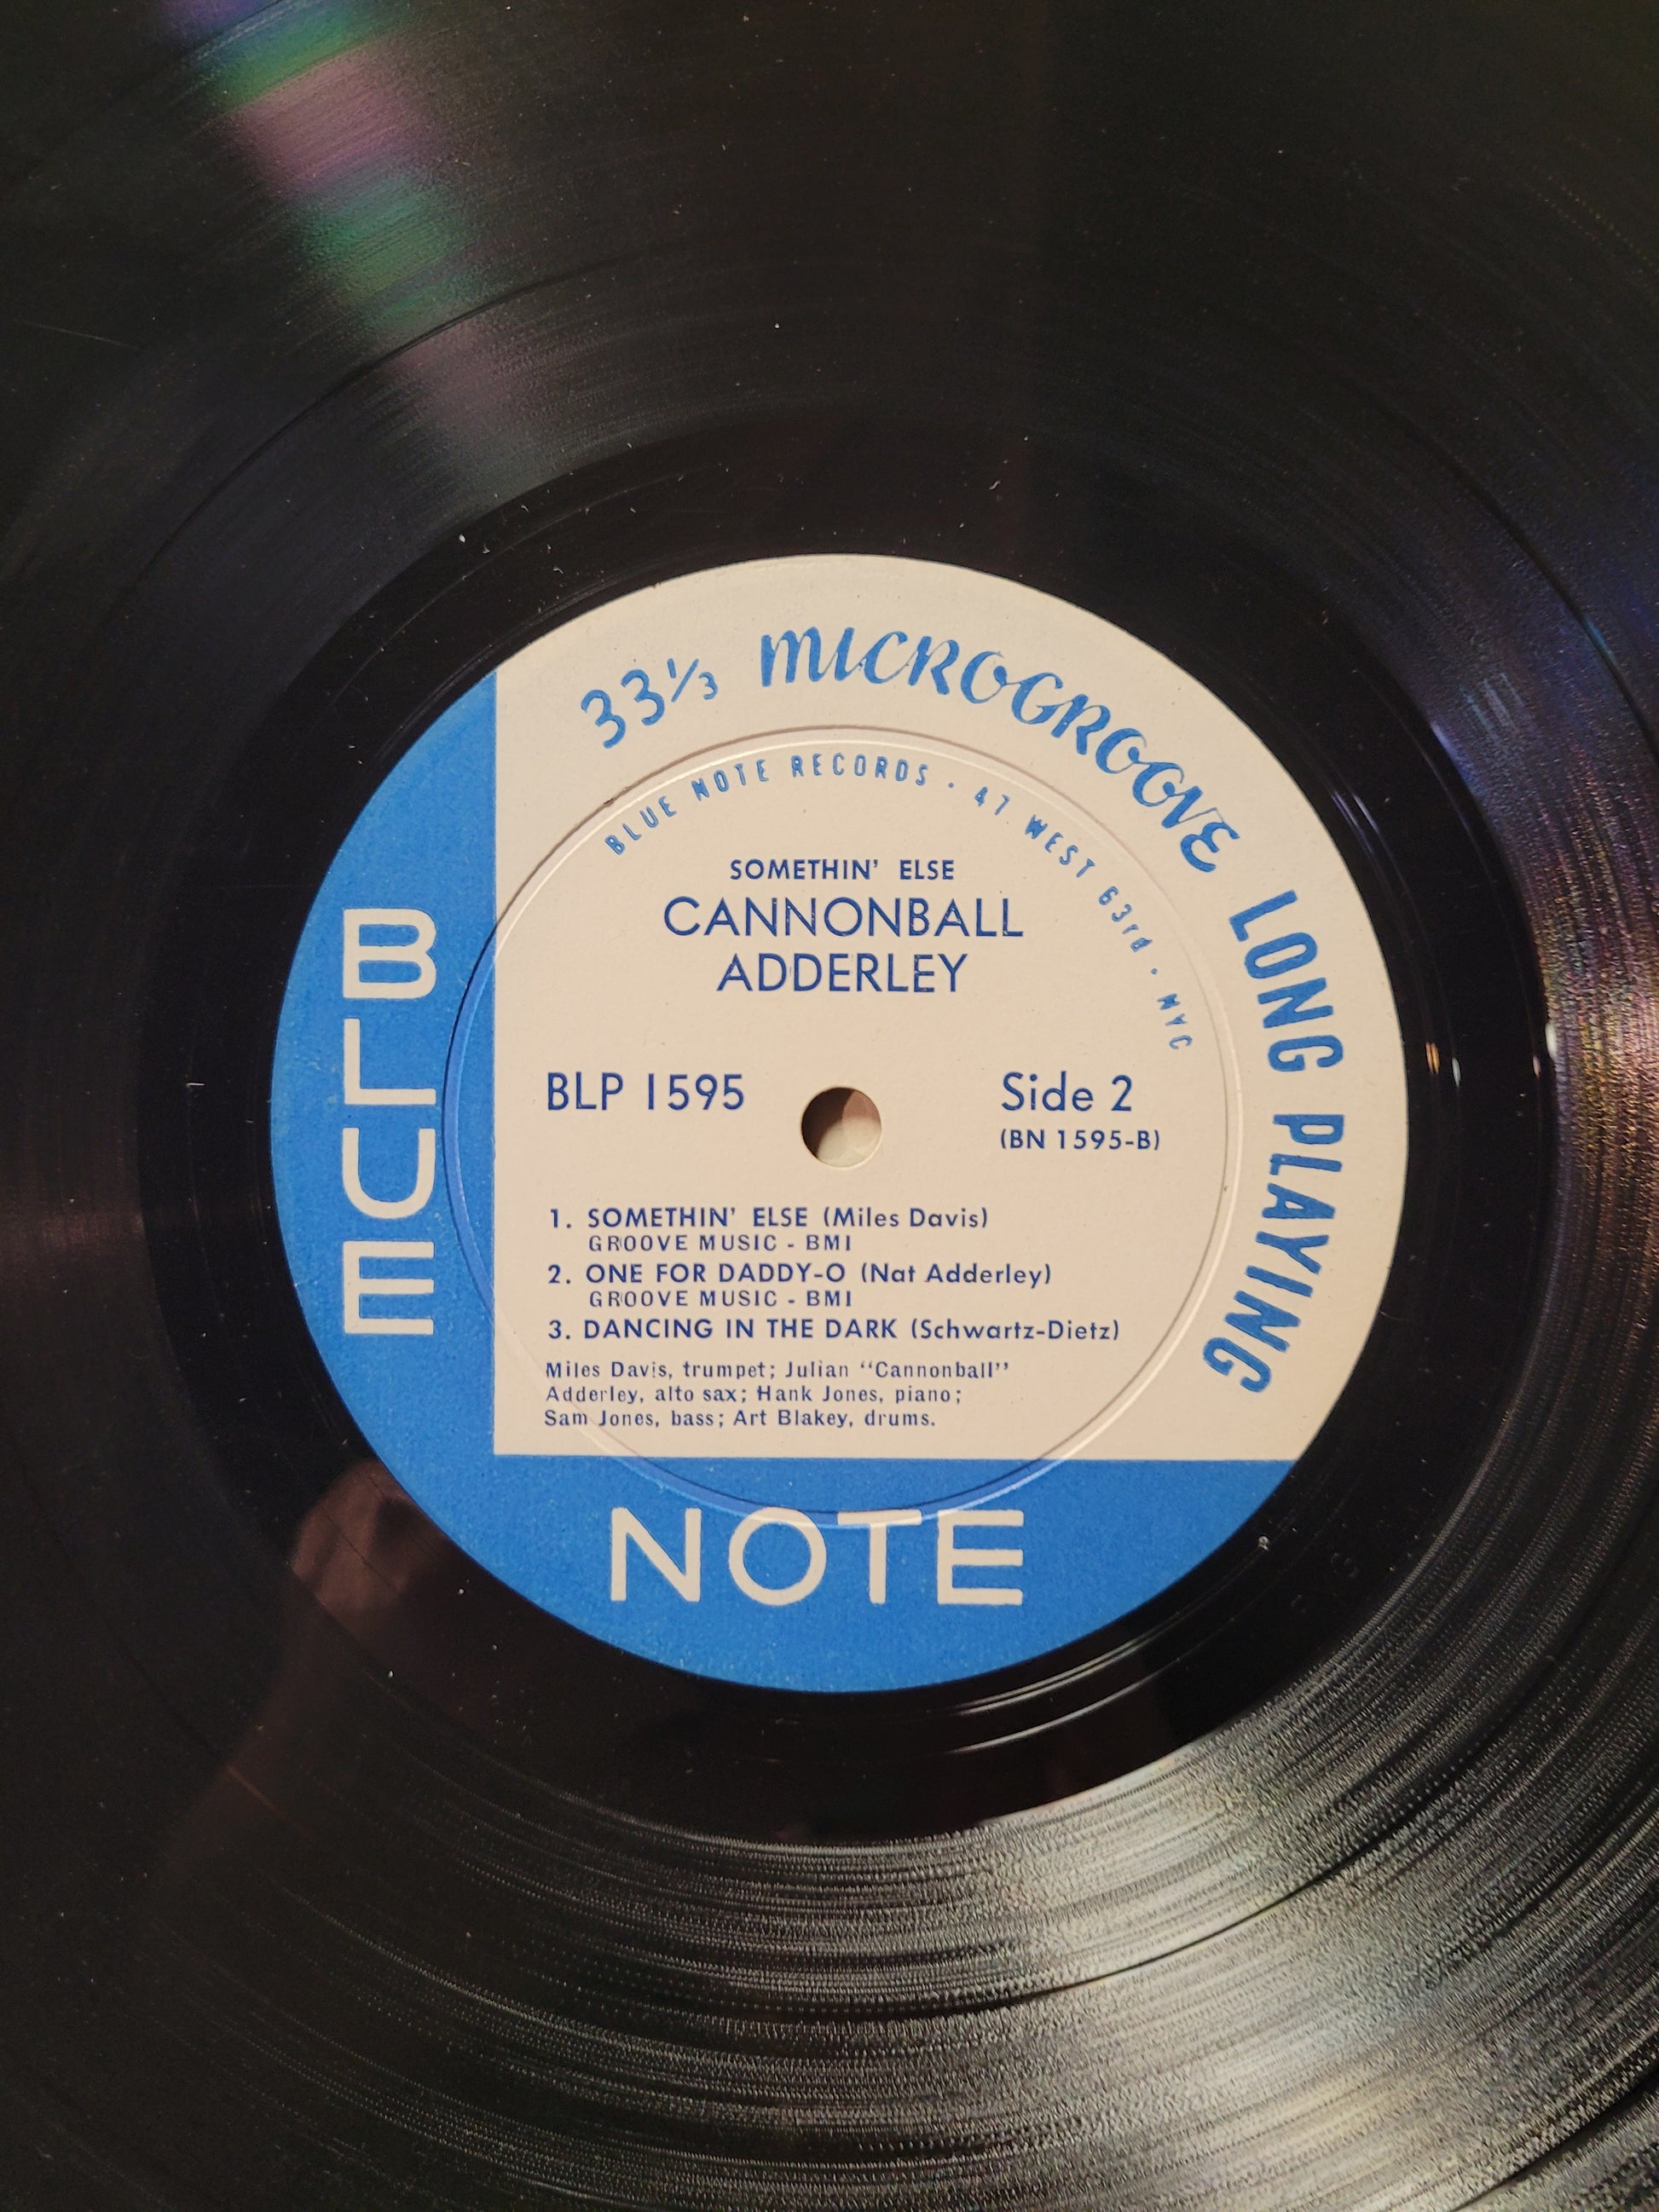 33⅓ MICROGROOVE LONG PLAYING
BLUE NOTE RECORDS · 47 WEST 63rd · NYC
SOMETHIN' ELSE
CANNONBALL
ADDERLEY
BLP 1595
Side 2
(BN 1595-B)
1. SOMETHIN' ELSE (Miles Davis)
GROOVE MUSIC - BMI
2. ONE FOR DADDY-O (Nat Adderley)
GROOVE MUSIC - BMI
3. DANCING IN THE DARK (Schwartz-Dietz)
Miles Davis, trumpet; Julian “Cannonball”
Adderley, alto sax; Hank Jones, piano;
Sam Jones, bass; Art Blakey, drums.
BLUE
NOTE